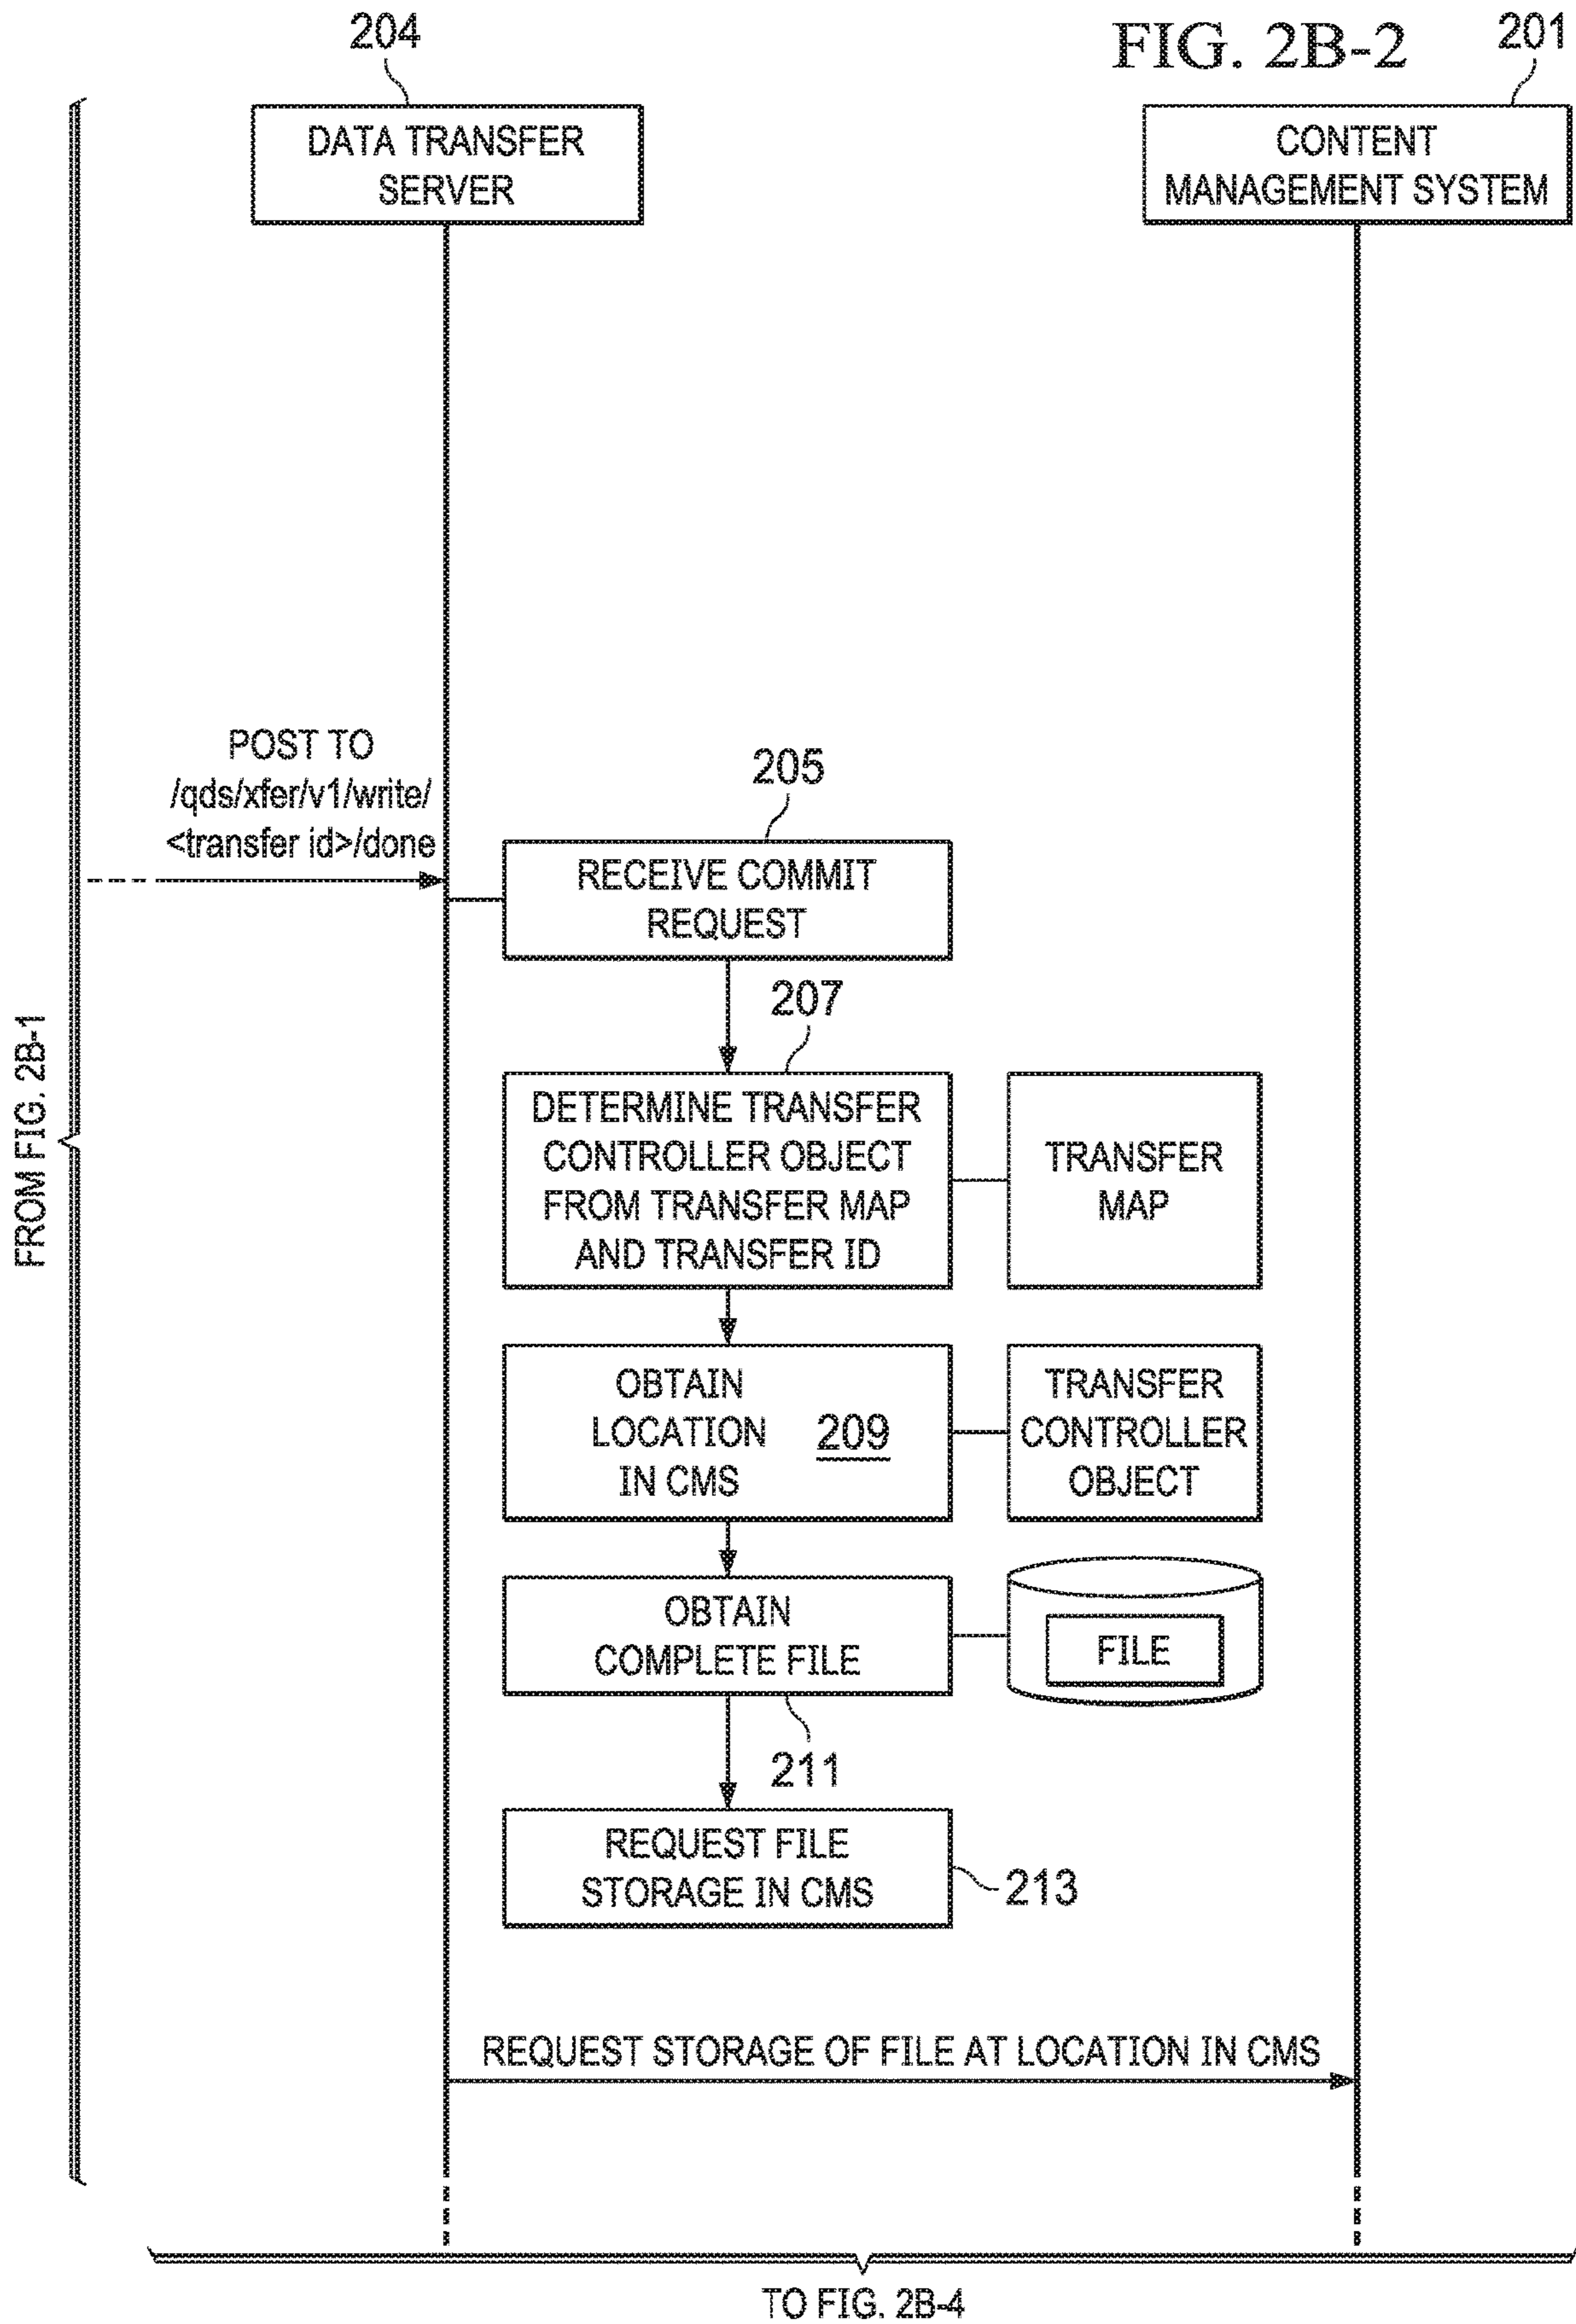 204
FIG. 2B-2
201
DATA TRANSFER
SERVER
CONTENT
MANAGEMENT SYSTEM
POST TO
/qds/xfer/v1/write/
<transfer id>/done
205
RECEIVE COMMIT
REQUEST
207
FROM FIG. 2B-1
DETERMINE TRANSFER
CONTROLLER OBJECT
FROM TRANSFER MAP
AND TRANSFER ID
TRANSFER
MAP
OBTAIN
LOCATION
IN CMS
209
TRANSFER
CONTROLLER
OBJECT
OBTAIN
COMPLETE FILE
FILE
211
REQUEST FILE
STORAGE IN CMS
213
REQUEST STORAGE OF FILE AT LOCATION IN CMS
TO FIG. 2B-4